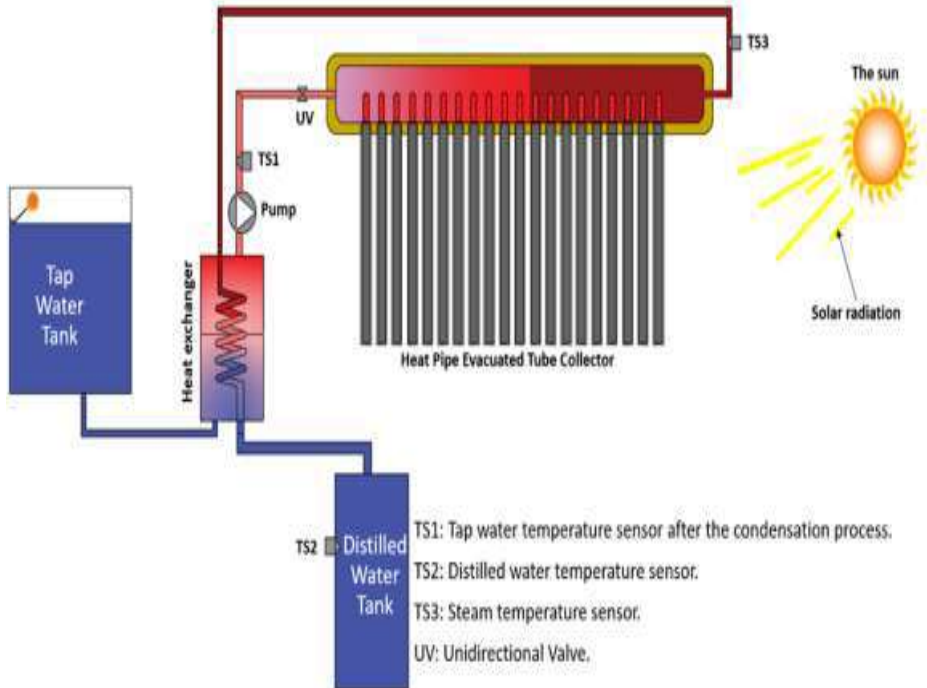 TS3
The sun
UV
TS1
Pump
Tap
Water
Tank
Heat exchanger
Solar radiation
Heat Pipe Evacuated Tube Collector
TS2
Distilled
Water
Tank
TS1: Tap water temperature sensor after the condensation process.
TS2: Distilled water temperature sensor.
TS3: Steam temperature sensor.
UV: Unidirectional Valve.